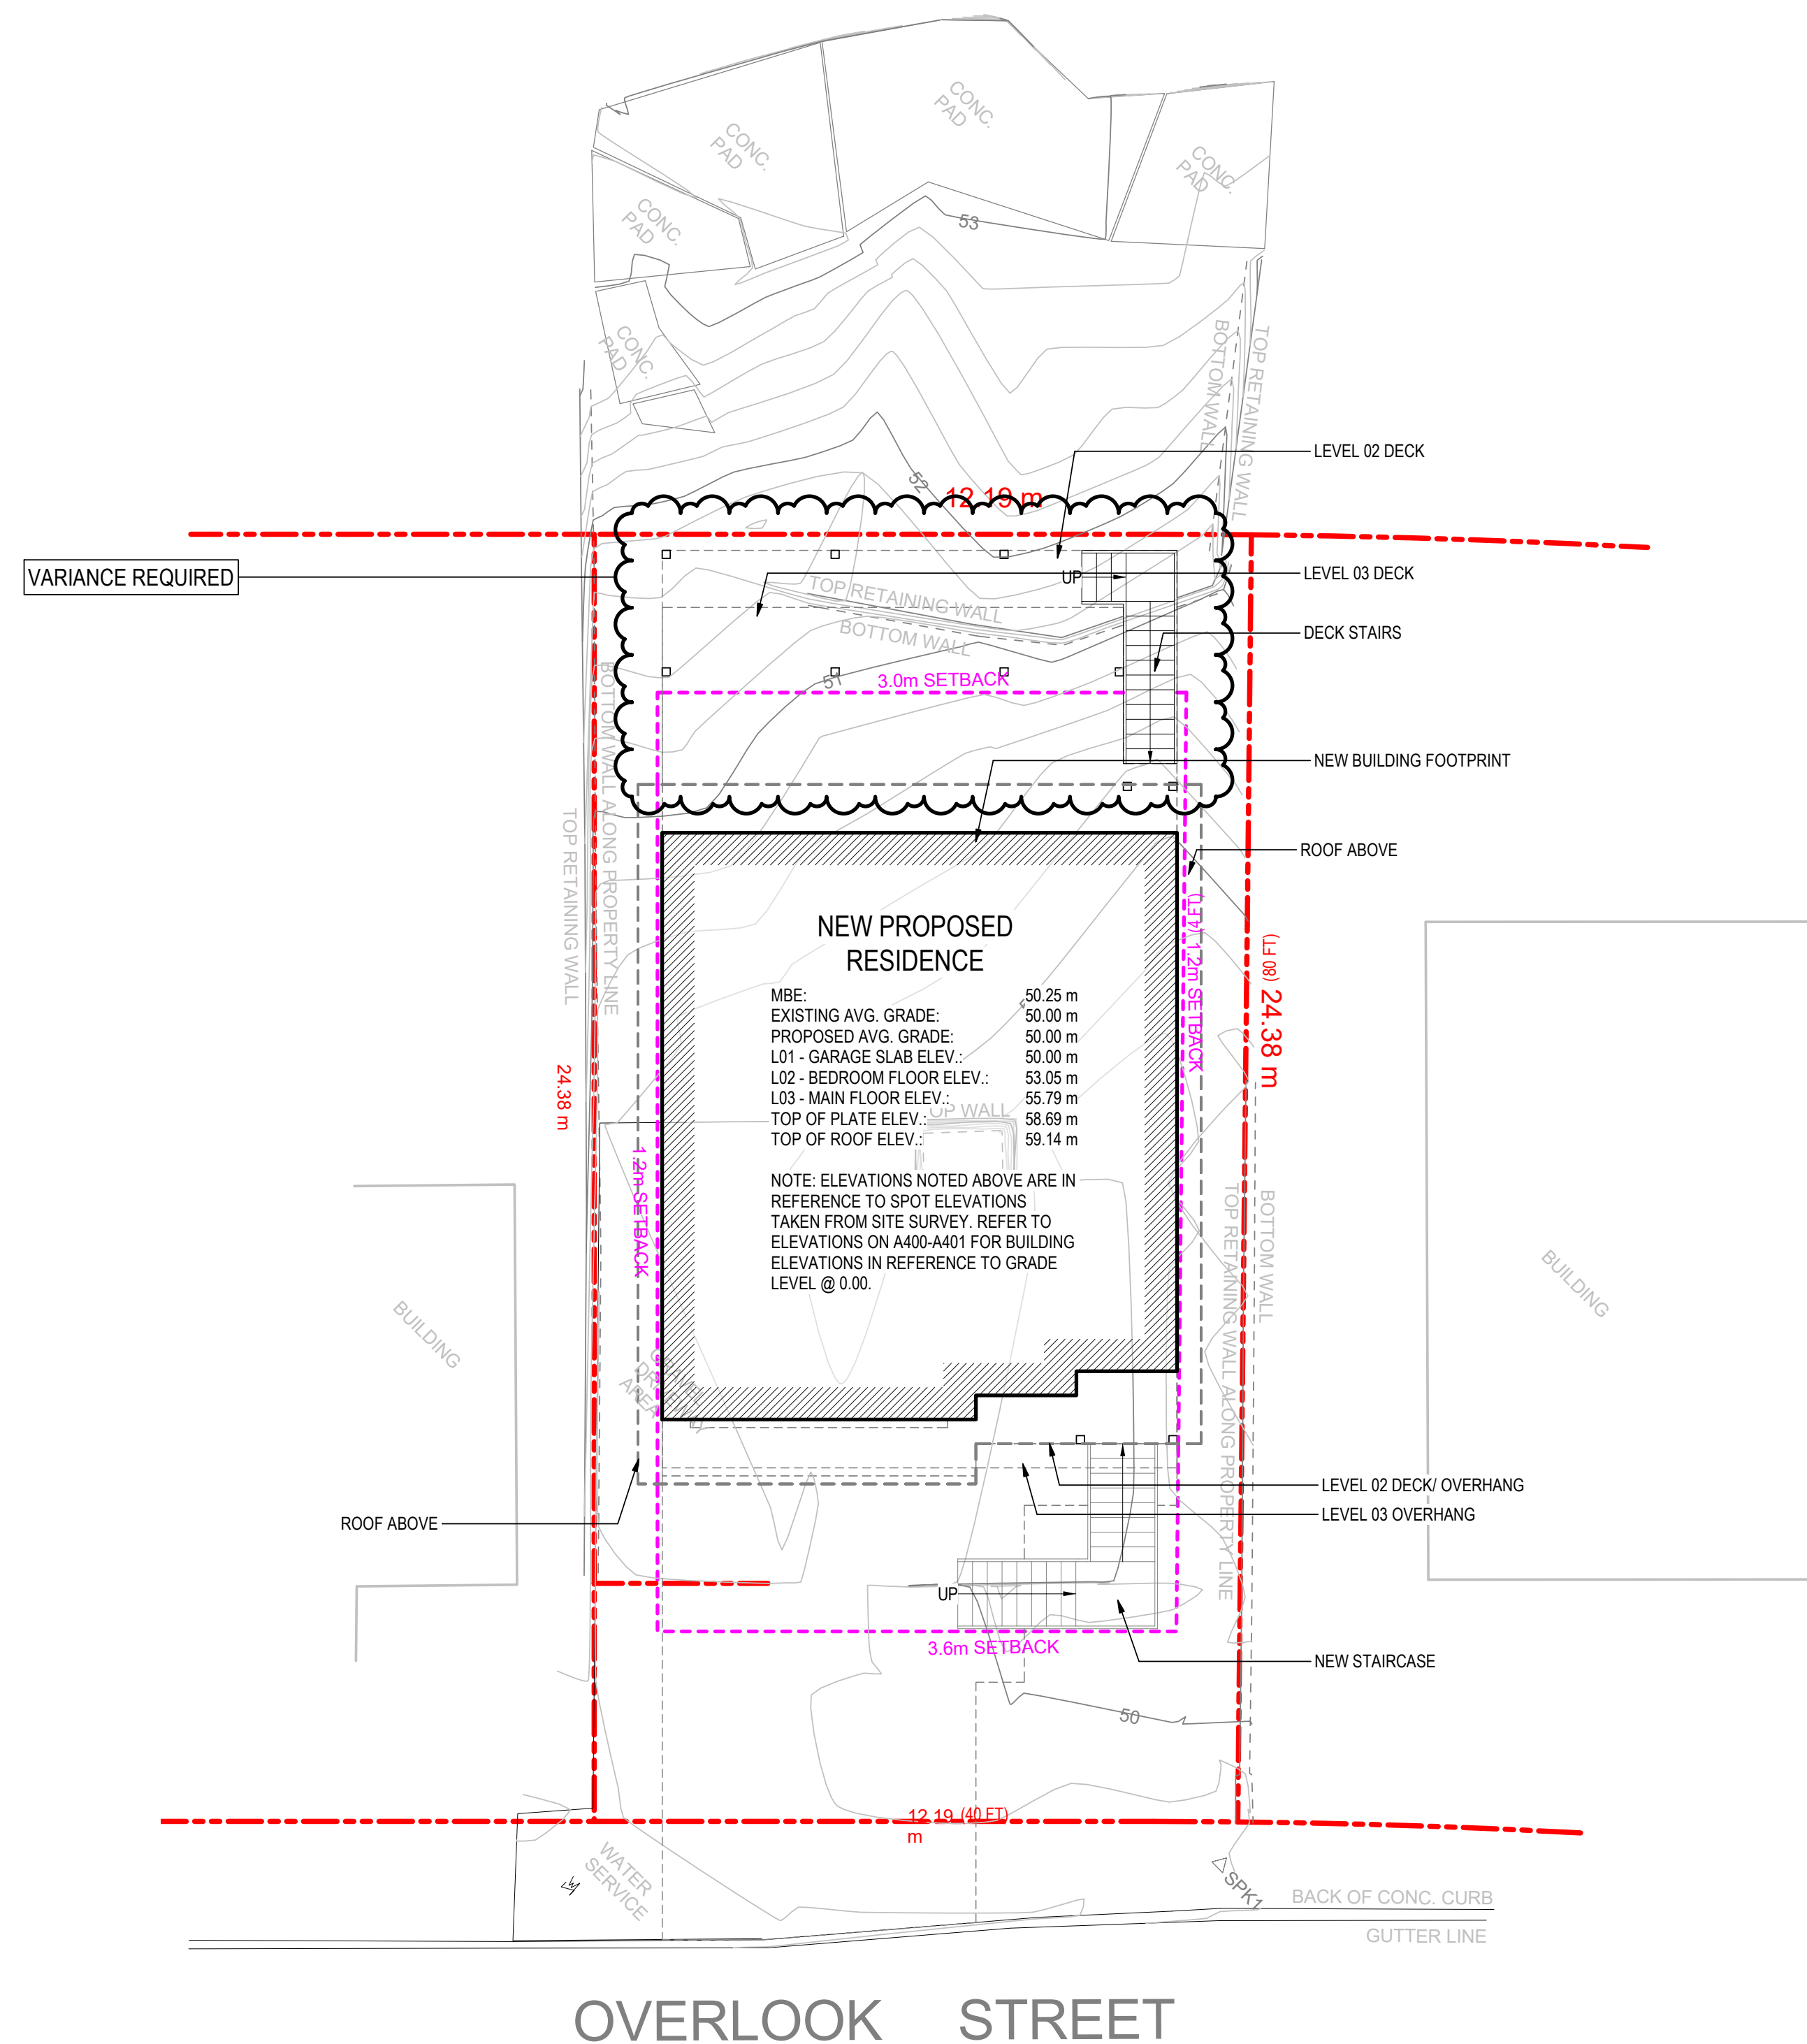 CONC.
PAD
CONC.
PAD
CONC.
PAD
CONC.
PAD
53
CONC.
PAD
TOP RETAINING WALL
BOTTOM WALL
LEVEL 02 DECK
52
12.19 m
VARIANCE REQUIRED
UP
LEVEL 03 DECK
TOP RETAINING WALL
BOTTOM WALL
DECK STAIRS
51
3.0m SETBACK
BOTTOM WALL ALONG PROPERTY LINE
TOP RETAINING WALL
NEW BUILDING FOOTPRINT
ROOF ABOVE
(4FT) 1.2m SETBACK
(80 FT) 24.38 m
NEW PROPOSED
RESIDENCE
MBE: 50.25 m
EXISTING AVG. GRADE: 50.00 m
PROPOSED AVG. GRADE: 50.00 m
L01 - GARAGE SLAB ELEV.: 50.00 m
L02 - BEDROOM FLOOR ELEV.: 53.05 m
L03 - MAIN FLOOR ELEV.: 55.79 m
TOP OF PLATE ELEV.: 58.69 m
TOP OF ROOF ELEV.: 59.14 m
OP WALL
NOTE: ELEVATIONS NOTED ABOVE ARE IN
REFERENCE TO SPOT ELEVATIONS
TAKEN FROM SITE SURVEY. REFER TO
ELEVATIONS ON A400-A401 FOR BUILDING
ELEVATIONS IN REFERENCE TO GRADE
LEVEL @ 0.00.
24.38 m
1.2m SETBACK
BOTTOM WALL
TOP RETAINING WALL ALONG PROPERTY LINE
BUILDING
BUILDING
AREA
LEVEL 02 DECK/ OVERHANG
LEVEL 03 OVERHANG
ROOF ABOVE
UP
3.6m SETBACK
NEW STAIRCASE
50
12.19 (40 FT)
m
WATER
SERVICE
SPK1
BACK OF CONC. CURB
GUTTER LINE
OVERLOOK STREET